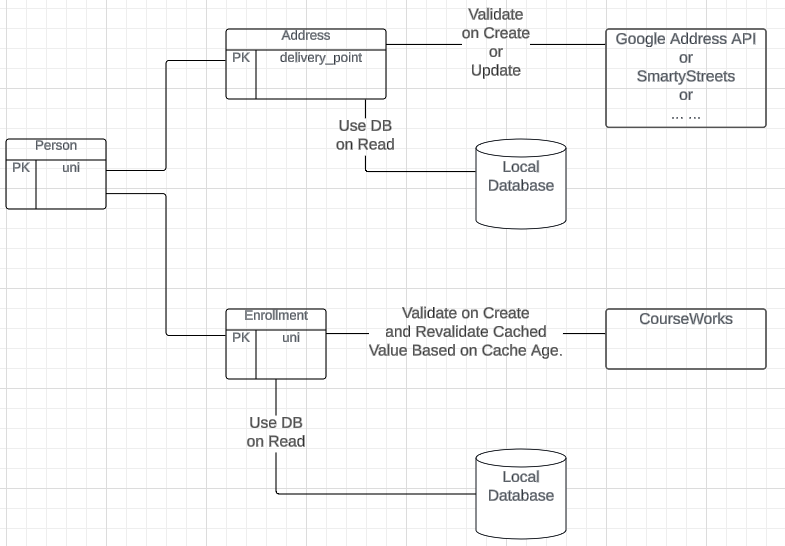 Address
PK
delivery_point
Validate
on Create
or
Update
Google Address API
or
SmartyStreets
or
... ...
Use DB
on Read
Local
Database
Person
PK
uni
Enrollment
PK
uni
Validate on Create
and Revalidate Cached
Value Based on Cache Age.
CourseWorks
Use DB
on Read
Local
Database